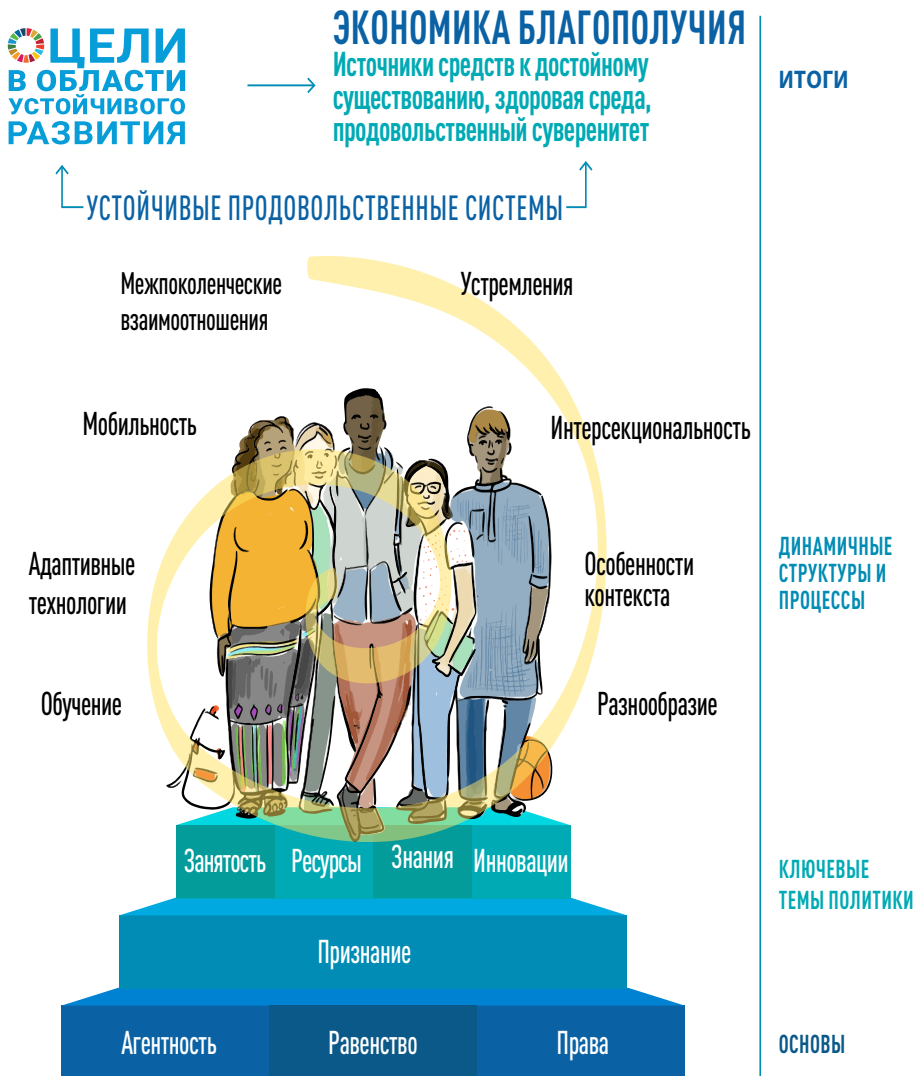 ЦЕЛИ
В ОБЛАСТИ
УСТОЙЧИВОГО
РАЗВИТИЯ
ЭКОНОМИКА БЛАГОПОЛУЧИЯ
Источники средств к достойному
существованию, здоровая среда,
продовольственный суверенитет
ИТОГИ
УСТОЙЧИВЫЕ ПРОДОВОЛЬСТВЕННЫЕ СИСТЕМЫ
Межпоколенческие
взаимоотношения
Устремления
Мобильность
Интерсекциональность
Адаптивные
технологии
Особенности
контекста
ДИНАМИЧНЫЕ
СТРУКТУРЫ И
ПРОЦЕССЫ
Обучение
Разнообразие
Занятость
Ресурсы
Знания
Инновации
КЛЮЧЕВЫЕ
ТЕМЫ ПОЛИТИКИ
Признание
Агентность
Равенство
Права
ОСНОВЫ